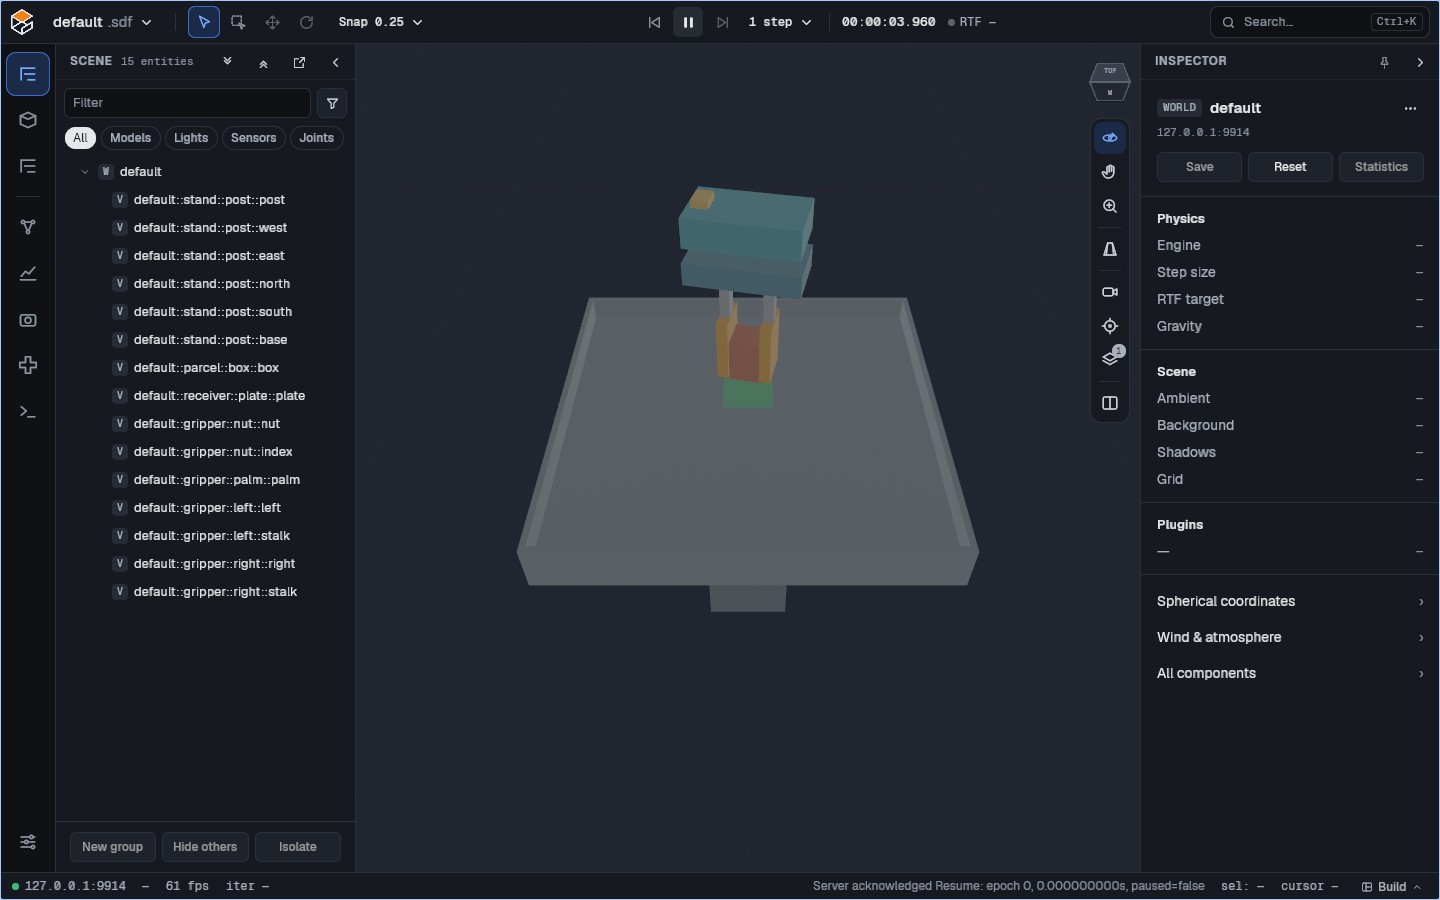 default .sdf
Snap 0.25
1 step
00:00:03.960
RTF –
Search...
Ctrl+K
SCENE 15 entities
Filter
All
Models
Lights
Sensors
Joints
W default
V default::stand::post::post
V default::stand::post::west
V default::stand::post::east
V default::stand::post::north
V default::stand::post::south
V default::stand::post::base
V default::parcel::box::box
V default::receiver::plate::plate
V default::gripper::nut::nut
V default::gripper::nut::index
V default::gripper::palm::palm
V default::gripper::left::left
V default::gripper::left::stalk
V default::gripper::right::right
V default::gripper::right::stalk
New group
Hide others
Isolate
TOP
1
INSPECTOR
WORLD default
127.0.0.1:9914
Save
Reset
Statistics
Physics
Engine –
Step size –
RTF target –
Gravity –
Scene
Ambient –
Background –
Shadows –
Grid –
Plugins
— –
Spherical coordinates
Wind & atmosphere
All components
127.0.0.1:9914 – 61 fps iter –
Server acknowledged Resume: epoch 0, 0.000000000s, paused=false
sel: –
cursor –
Build